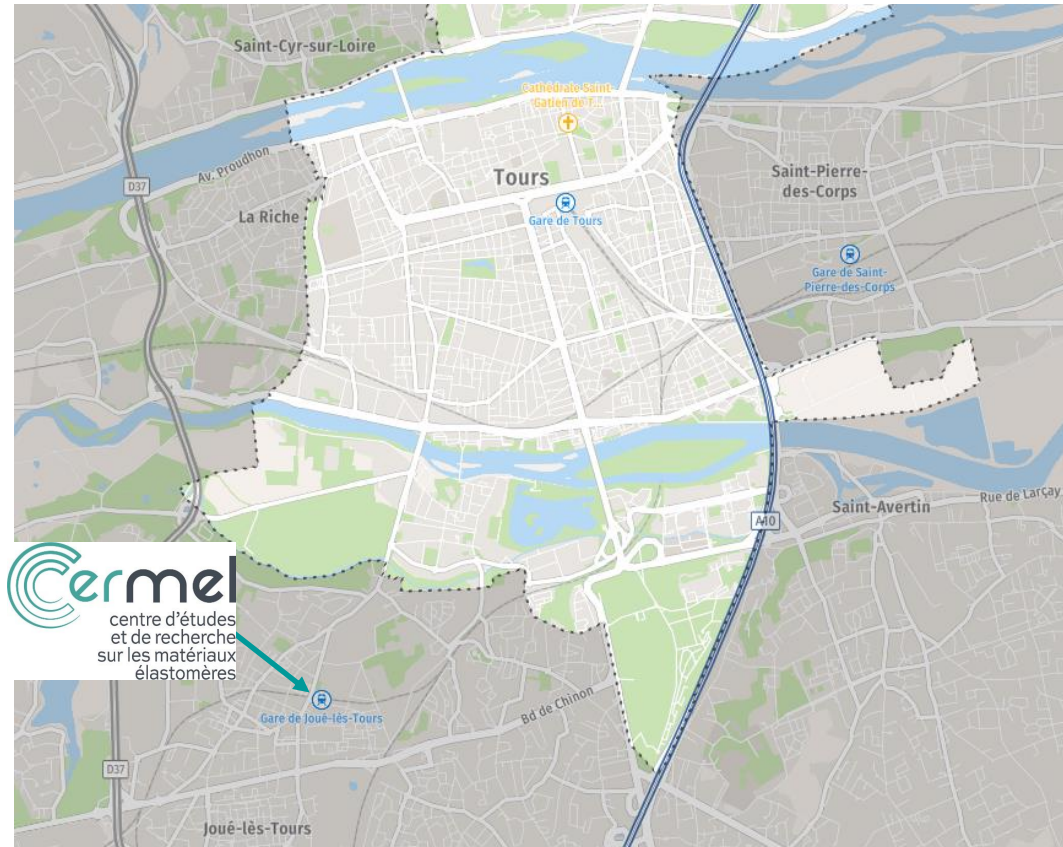 Saint-Cyr-sur-Loire
Cathédrale Saint-
Gatien de T...
Av. Proudhon
Tours
Saint-Pierre-
des-Corps
D37
La Riche
Gare de Tours
Gare de Saint-
Pierre-des-Corps
Saint-Avertin
Rue de Larçay
A10
Cermel
centre d'études
et de recherche
sur les matériaux
élastomères
Gare de Joué-lès-Tours
Bd de Chinon
D37
Joué-lès-Tours